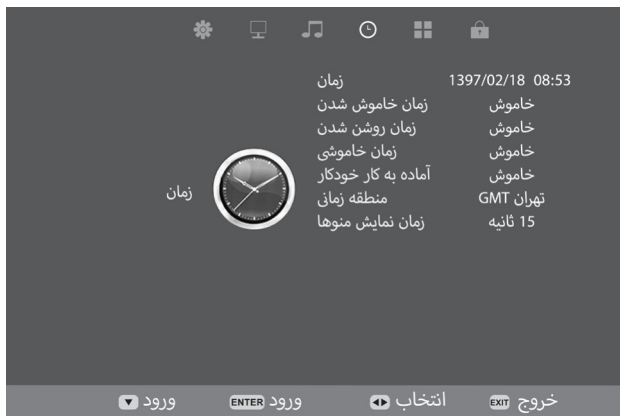 زمان 1397/02/18 08:53
زمان خاموش شدن خاموش
زمان روشن شدن خاموش
زمان خاموشی خاموش
آماده به کار خودکار خاموش
زمان
منطقه زمانی تهران GMT
زمان نمایش منوها 15 ثانیه
خروج EXIT انتخاب ورود ENTER ورود